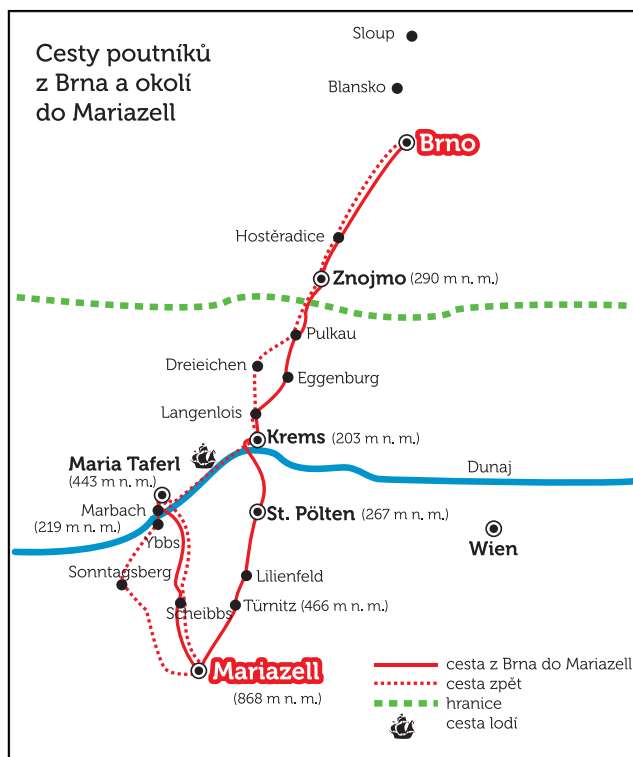 Cesty poutníků
z Brna a okolí
do Mariazell
Sloup
Blansko
Brno
Hostěradice
Znojmo (290 m n. m.)
Pulkau
Dreieichen
Eggenburg
Langenlois
Krems (203 m n. m.)
Maria Taferl
(443 m n. m.)
Dunaj
Marbach
(219 m n. m.)
St. Pölten (267 m n. m.)
Ybbs
Wien
Sonntagsberg
Lilienfeld
Scheibbs
Türnitz (466 m n. m.)
Mariazell
(868 m n. m.)
cesta z Brna do Mariazell
cesta zpět
hranice
cesta lodí